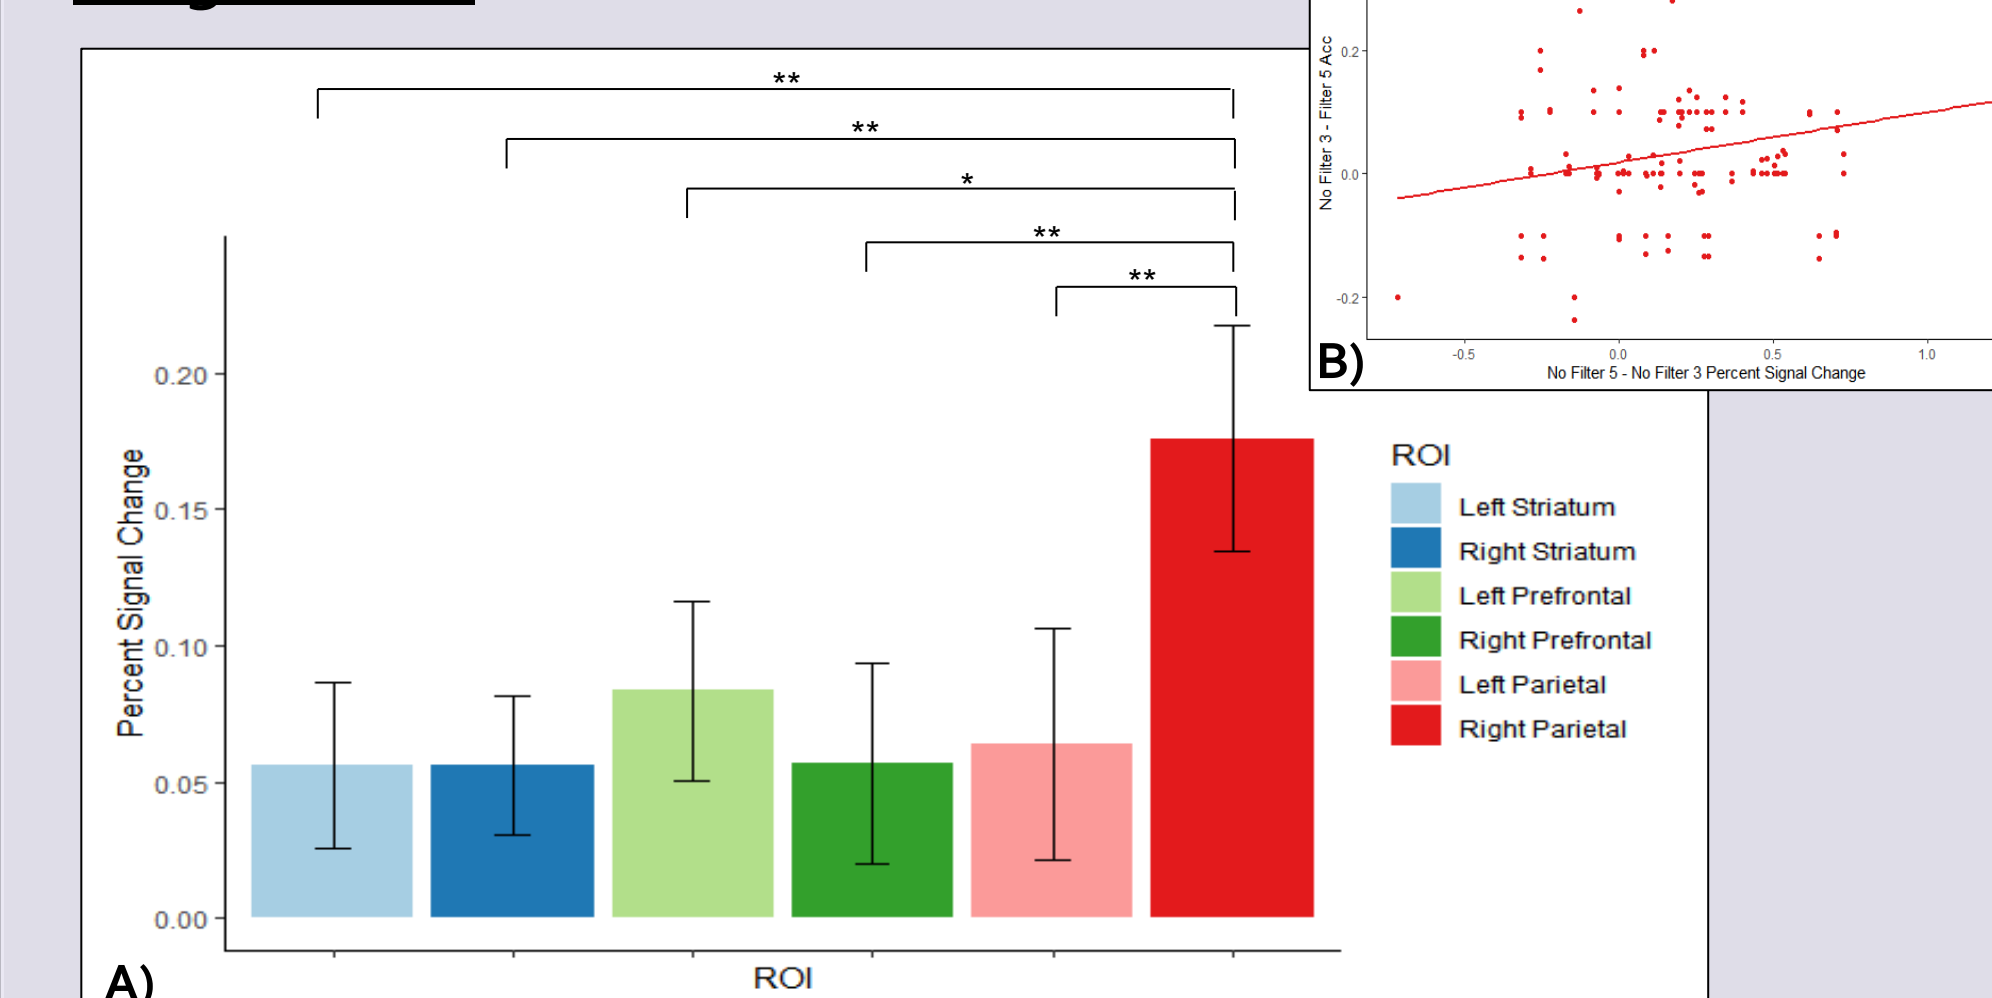 **
**
*
**
**
0.20
0.15
0.10
0.05
0.00
Percent Signal Change
ROI
A)
ROI
Left Striatum
Right Striatum
Left Prefrontal
Right Prefrontal
Left Parietal
Right Parietal
No Filter 3 - Filter 5 Acc
0.2
0.0
-0.2
-0.5 0.0 0.5 1.0
No Filter 5 - No Filter 3 Percent Signal Change
B)